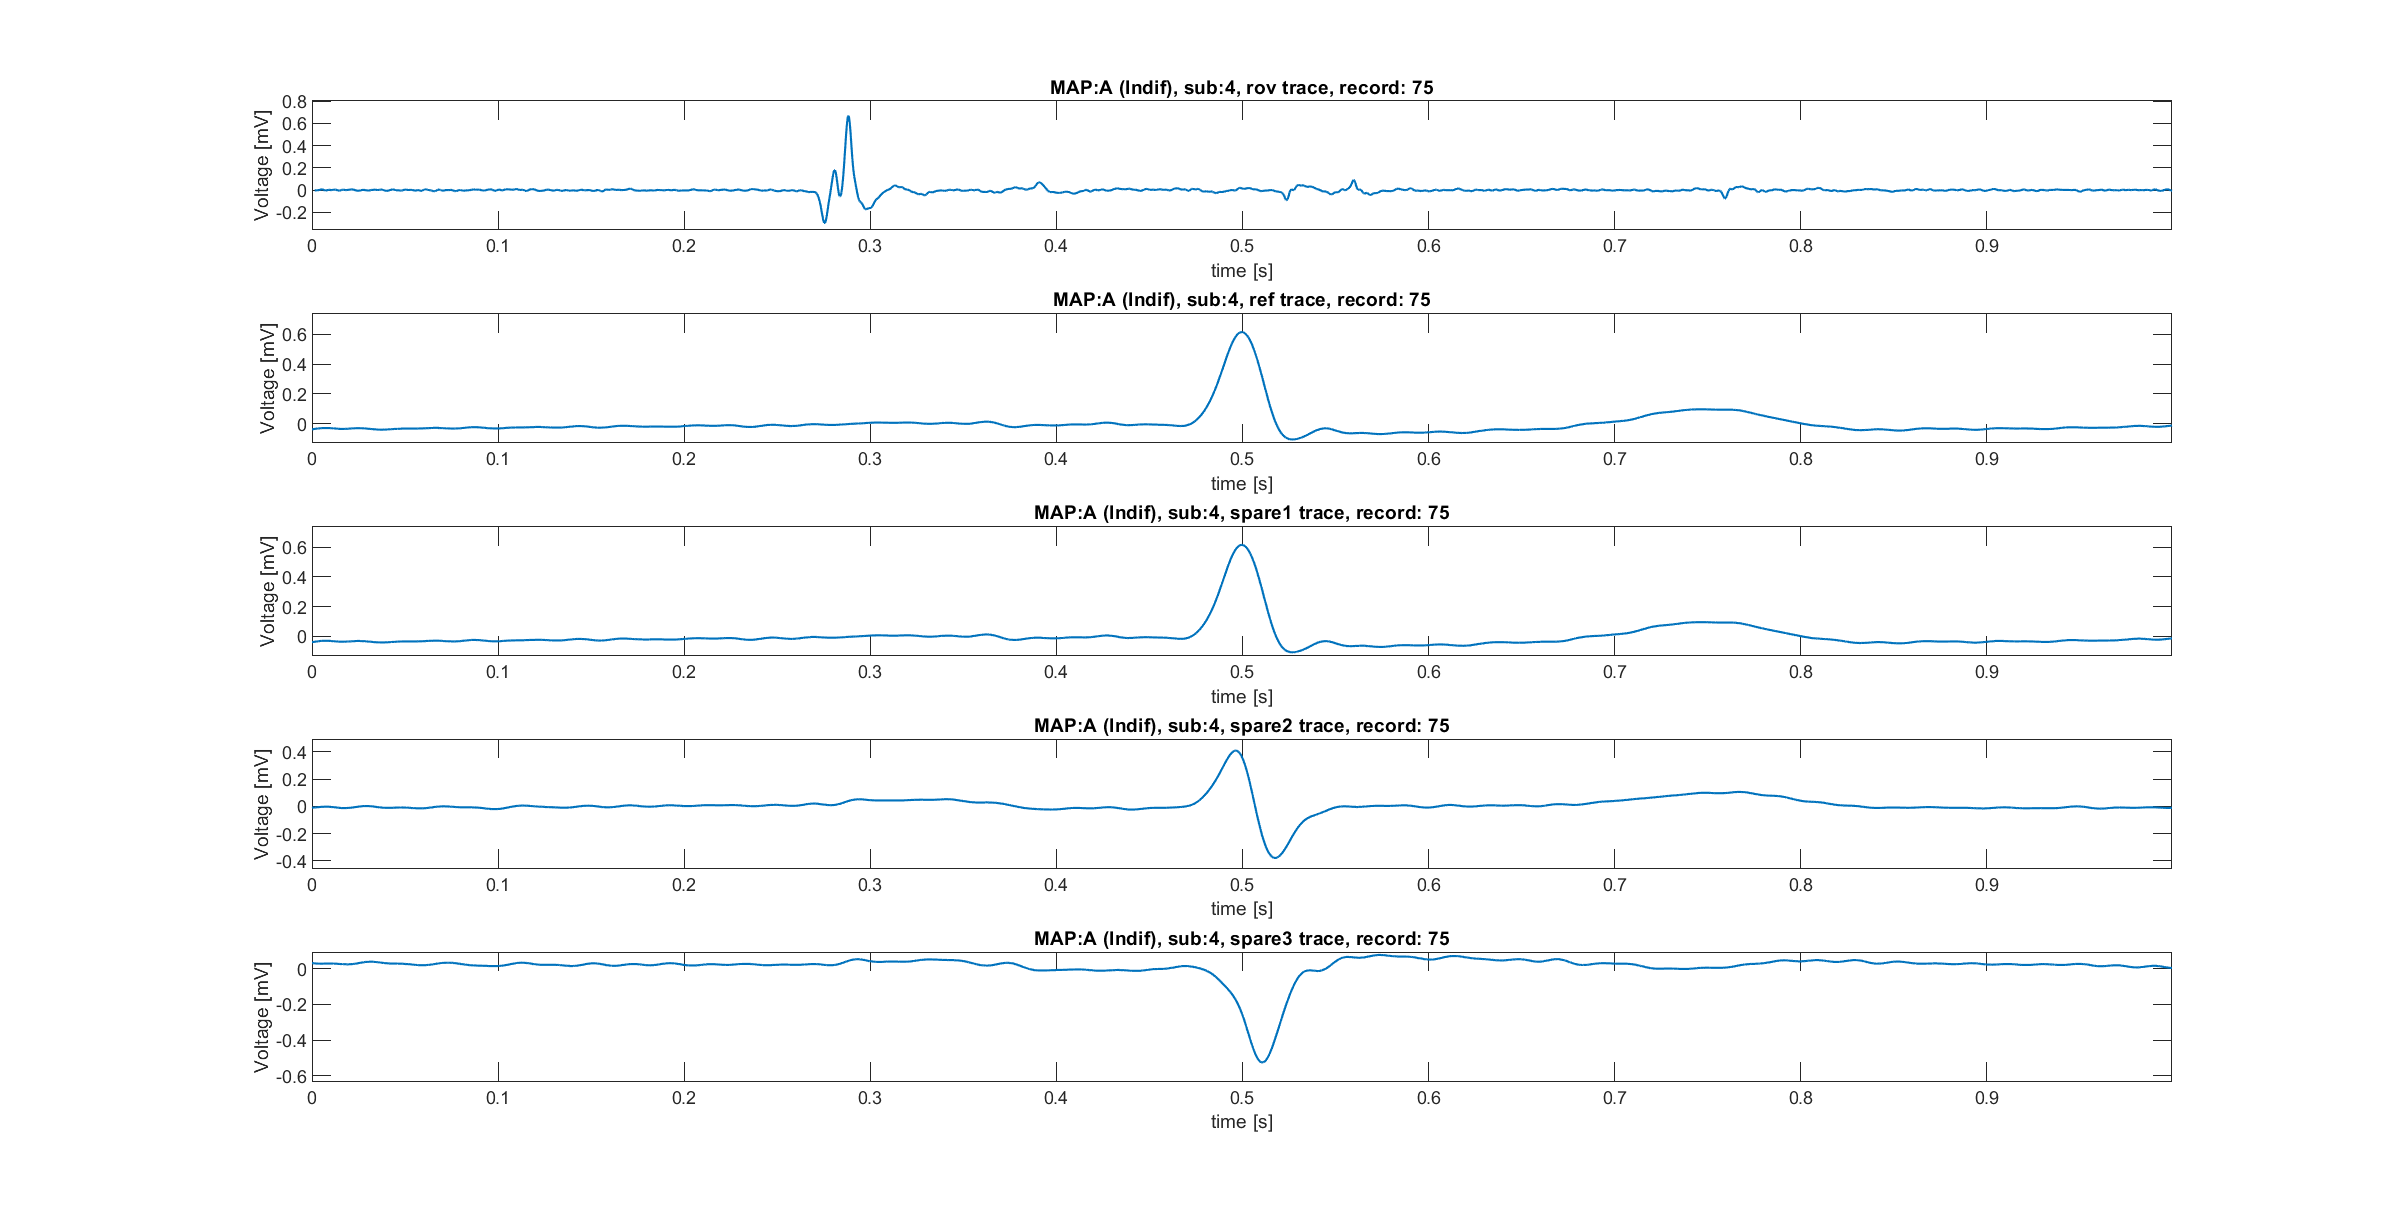 MAP:A (Indif), sub:4, rov trace, record: 75
Voltage [mV]
0.8
0.6
0.4
0.2
0
-0.2
0 0.1 0.2 0.3 0.4 0.5 0.6 0.7 0.8 0.9
time [s]
MAP:A (Indif), sub:4, ref trace, record: 75
Voltage [mV]
0.6
0.4
0.2
0
0 0.1 0.2 0.3 0.4 0.5 0.6 0.7 0.8 0.9
time [s]
MAP:A (Indif), sub:4, spare1 trace, record: 75
Voltage [mV]
0.6
0.4
0.2
0
0 0.1 0.2 0.3 0.4 0.5 0.6 0.7 0.8 0.9
time [s]
MAP:A (Indif), sub:4, spare2 trace, record: 75
Voltage [mV]
0.4
0.2
0
-0.2
-0.4
0 0.1 0.2 0.3 0.4 0.5 0.6 0.7 0.8 0.9
time [s]
MAP:A (Indif), sub:4, spare3 trace, record: 75
Voltage [mV]
0
-0.2
-0.4
-0.6
0 0.1 0.2 0.3 0.4 0.5 0.6 0.7 0.8 0.9
time [s]